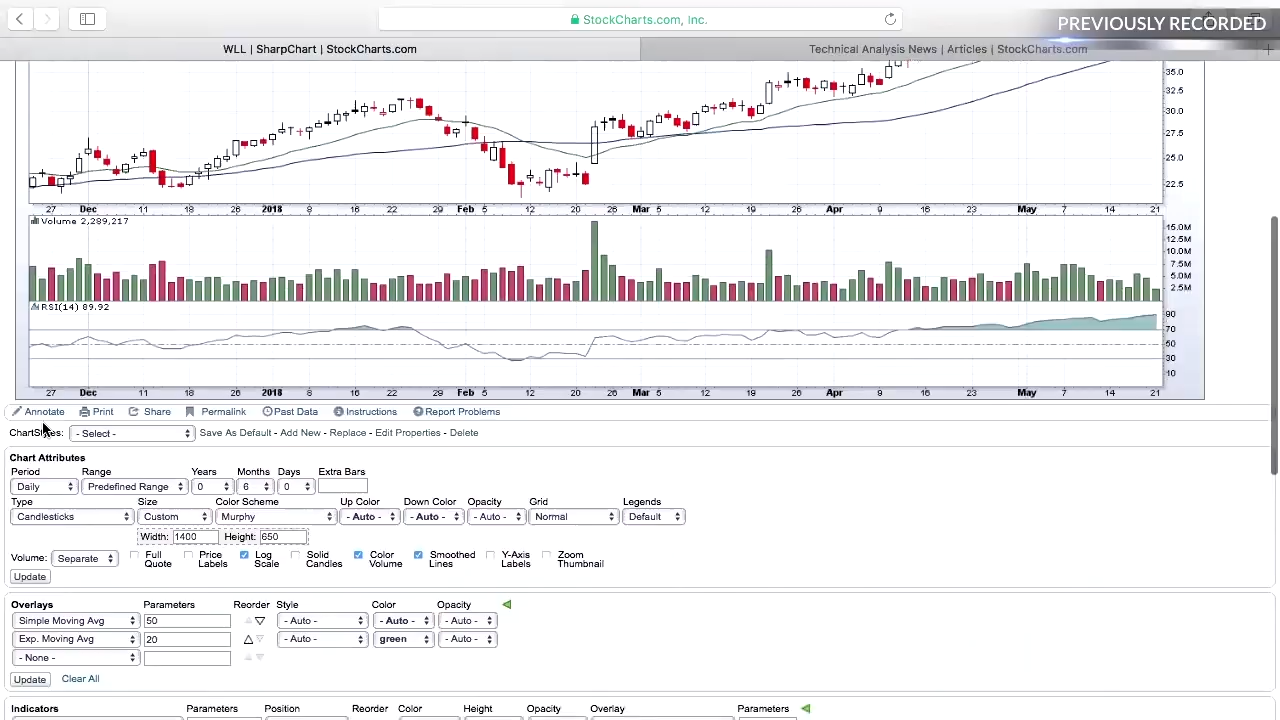 StockCharts.com, Inc.
PREVIOUSLY RECORDED
WLL | SharpChart | StockCharts.com
Technical Analysis News | Articles | StockCharts.com
35.0
32.5
30.0
27.5
25.0
22.5
27 Dec 11 18 26 2018 8 16 22 29 Feb 5 12 20 26 Mar 5 12 19 26 Apr 9 16 23 May 7 14 21
Volume 2,289,217
15.0M
12.5M
10.0M
7.5M
5.0M
2.5M
RSI(14) 89.92
90
70
50
30
10
27 Dec 11 18 26 2018 8 16 22 29 Feb 5 12 20 26 Mar 5 12 19 26 Apr 9 16 23 May 7 14 21
Annotate Print Share Permalink Past Data Instructions Report Problems
ChartStyles: - Select - Save As Default - Add New - Replace - Edit Properties - Delete
Chart Attributes
Period Range Years Months Days Extra Bars
Daily Predefined Range 0 6 0
Type Size Color Scheme Up Color Down Color Opacity Grid Legends
Candlesticks Custom Murphy - Auto - - Auto - - Auto - Normal Default
Width: 1400 Height: 650
Volume: Separate Full Quote Price Labels Log Scale Solid Candles Color Volume Smoothed Lines Y-Axis Labels Zoom Thumbnail
Update
Overlays Parameters Reorder Style Color Opacity
Simple Moving Avg 50 - Auto - - Auto - - Auto -
Exp. Moving Avg 20 - Auto - green - Auto -
- None -
Update Clear All
Indicators Parameters Position Reorder Color Height Opacity Overlay Parameters